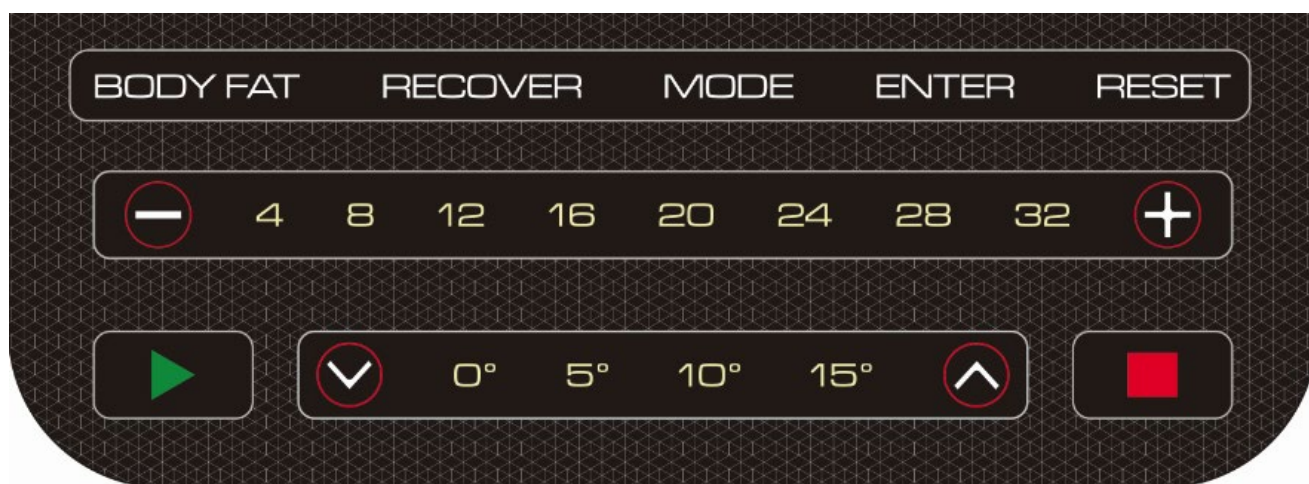 BODY FAT RECOVER MODE ENTER RESET
− 4 8 12 16 20 24 28 32 +
0° 5° 10° 15°